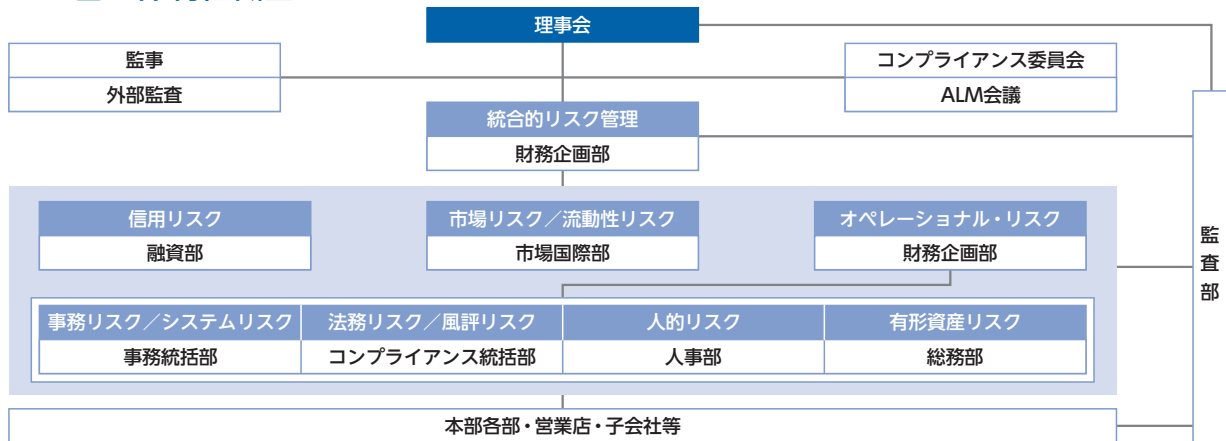 理事会
監事
外部監査
コンプライアンス委員会
ALM会議
統合的リスク管理
財務企画部
信用リスク
融資部
市場リスク／流動性リスク
市場国際部
オペレーショナル・リスク
財務企画部
事務リスク／システムリスク
事務統括部
法務リスク／風評リスク
コンプライアンス統括部
人的リスク
人事部
有形資産リスク
総務部
本部各部・営業店・子会社等
監査部